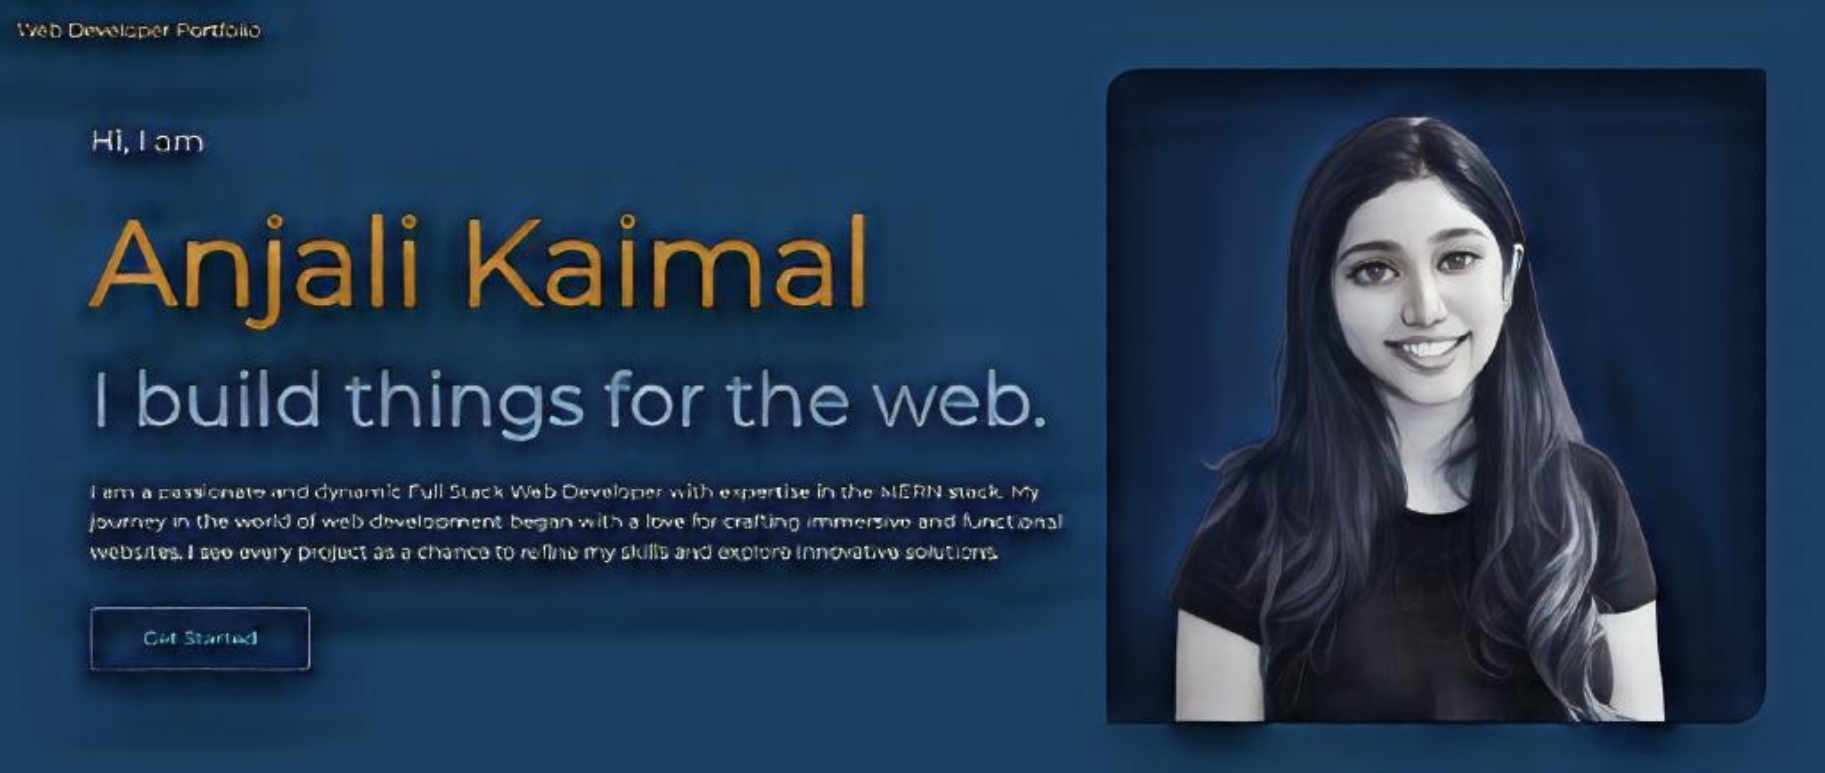 Web Developer Portfolio
Hi, I am
Anjali Kaimal
I build things for the web.
I am a passionate and dynamic Full Stack Web Developer with expertise in the MERN stack. My
journey in the world of web development began with a love for crafting immersive and functional
websites. I see every project as a chance to refine my skills and explore innovative solutions.
Get Started